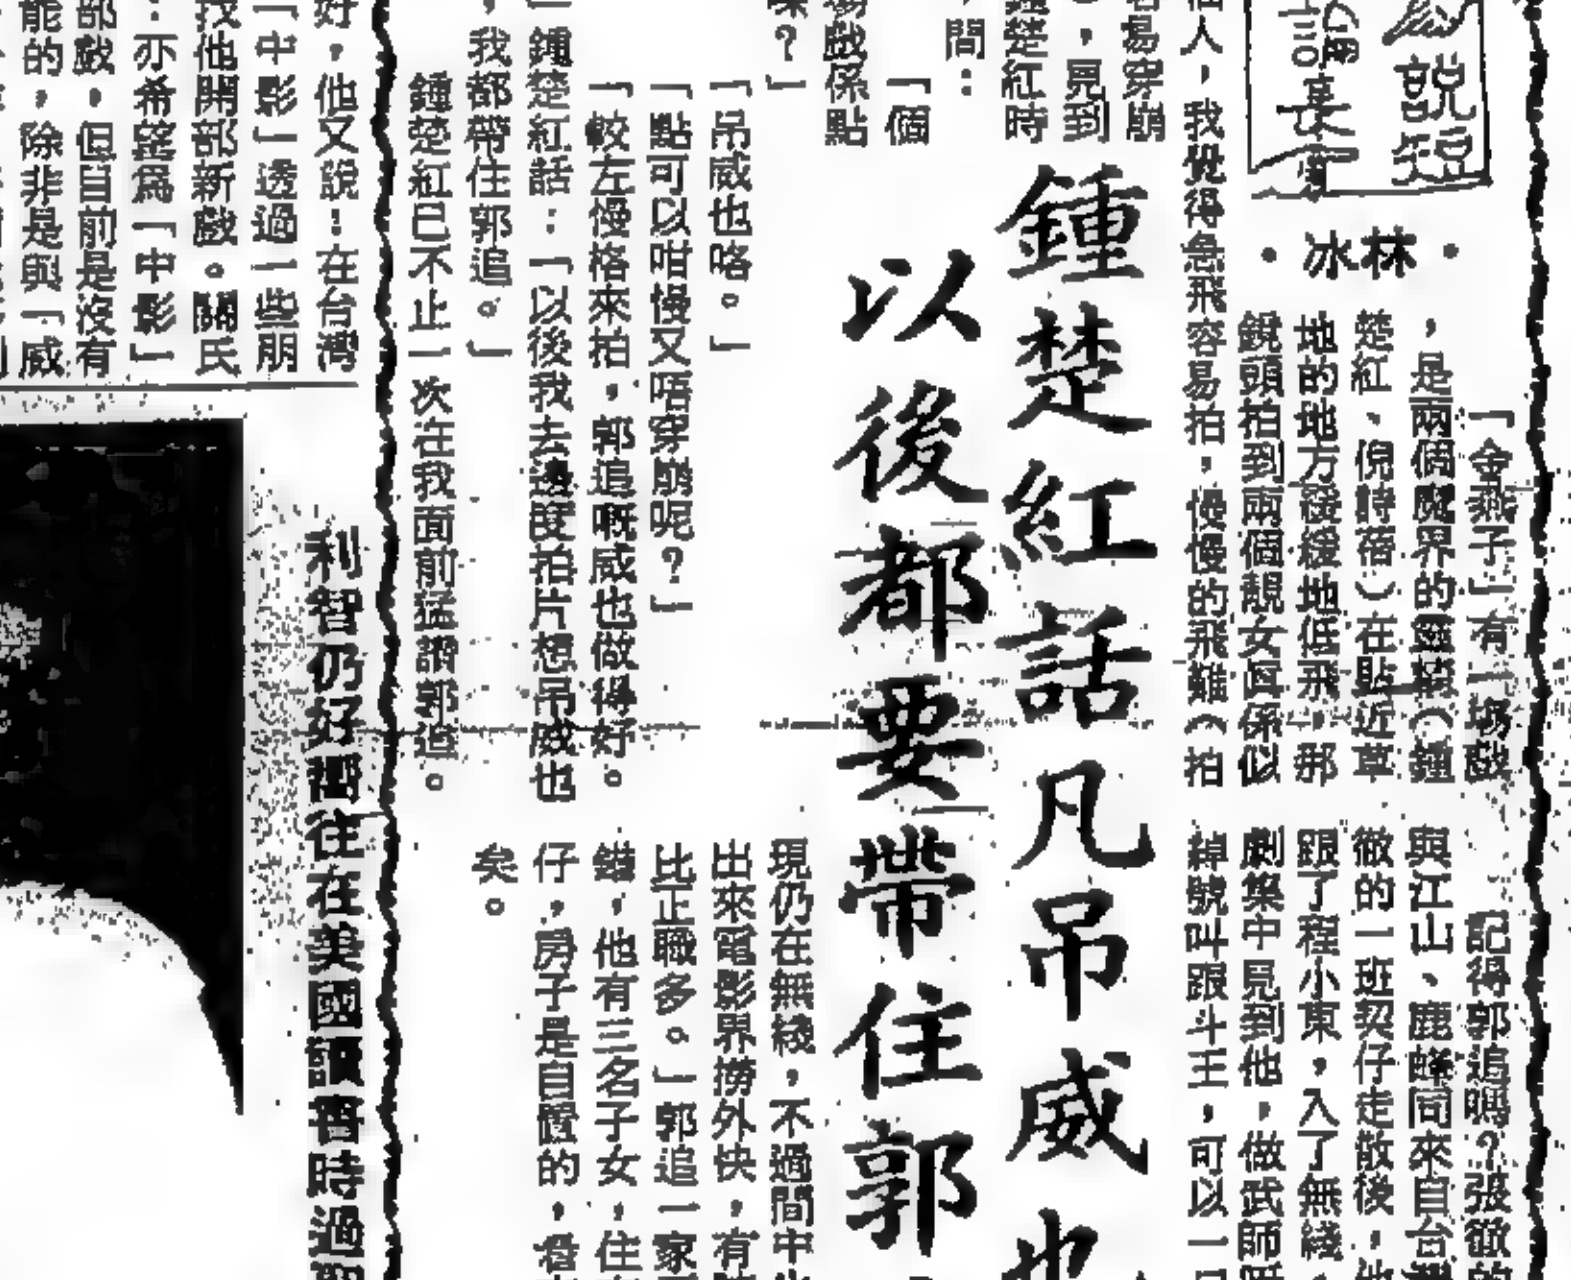 說短
・林冰・
鍾楚紅話凡吊威也
以後都要帶住郭
「金燕子」有一場戲
，是兩個魔界的（鍾
楚紅、倪詩蓓）在貼近草
地的地方緩緩地低飛，那
鏡頭拍到兩個靚女眞係似
個人，我覺得急飛容易拍，慢慢的飛難（拍
容易穿崩
，見到
鍾楚紅時
，問：
「個
場戲係點
？」
「吊威也咯。」
「點可以咁慢又唔穿崩呢？」
「較左慢格來拍，郭追嘅威也做得好。
」鍾楚紅話：「以後我去邊度拍片想吊威也
，我都帶住郭追。」
鍾楚紅已不止一次在我面前猛讚郭追。
記得郭追嗎？張徹的
與江山、鹿峰同來自台灣
徹的一班契仔走散後，他
跟了程小東，入了無綫，
劇集中見到他，做武師
綽號叫跟斗王，可以一口
現仍在無綫，不過間中
出來電影界撈外快，有
比正職多。」郭追一家
，他有三名子女，住
仔，房子是自置的，
矣。
好，他又說：在台灣
「中影」透過一些朋
找他開部新戲。關氏
：亦希望爲「中影」
部戲，但目前是沒有
能的，除非是與「威
利智仍好嚮往在美國讀書時過